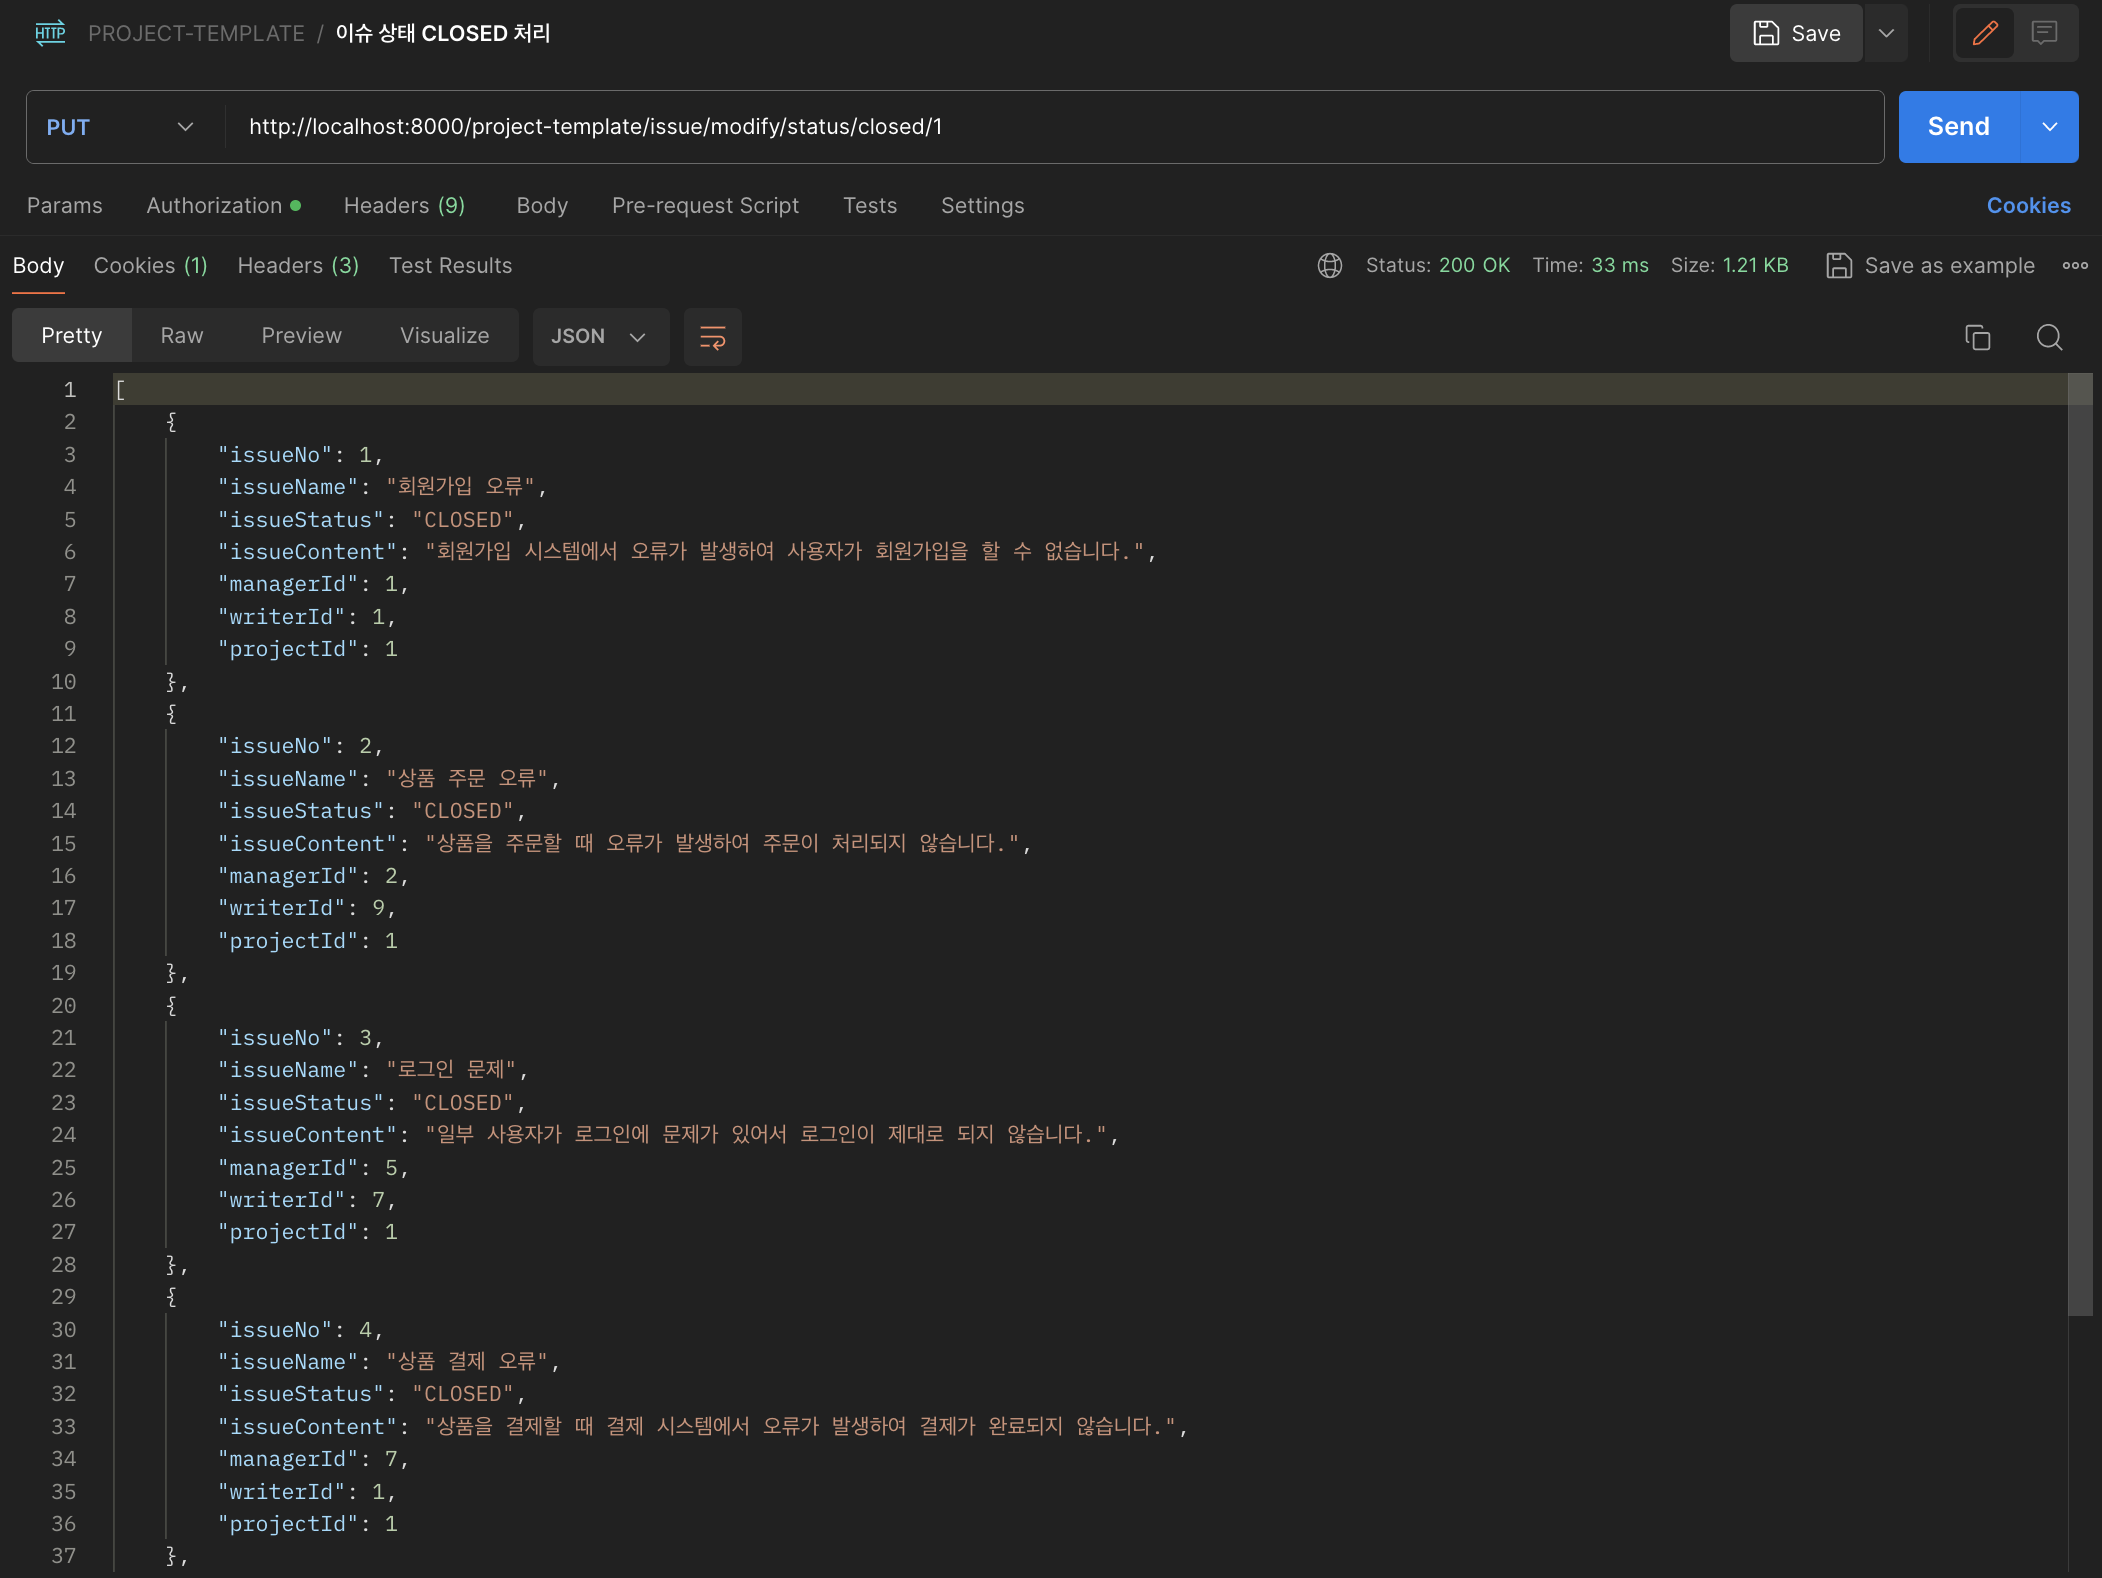 HTTP PROJECT-TEMPLATE / 이슈 상태 CLOSED 처리 Save
PUT http://localhost:8000/project-template/issue/modify/status/closed/1 Send
Params Authorization Headers (9) Body Pre-request Script Tests Settings Cookies
Body Cookies (1) Headers (3) Test Results Status: 200 OK Time: 33 ms Size: 1.21 KB Save as example
Pretty Raw Preview Visualize JSON
1 [
2 {
3 "issueNo": 1,
4 "issueName": "회원가입 오류",
5 "issueStatus": "CLOSED",
6 "issueContent": "회원가입 시스템에서 오류가 발생하여 사용자가 회원가입을 할 수 없습니다.",
7 "managerId": 1,
8 "writerId": 1,
9 "projectId": 1
10 },
11 {
12 "issueNo": 2,
13 "issueName": "상품 주문 오류",
14 "issueStatus": "CLOSED",
15 "issueContent": "상품을 주문할 때 오류가 발생하여 주문이 처리되지 않습니다.",
16 "managerId": 2,
17 "writerId": 9,
18 "projectId": 1
19 },
20 {
21 "issueNo": 3,
22 "issueName": "로그인 문제",
23 "issueStatus": "CLOSED",
24 "issueContent": "일부 사용자가 로그인에 문제가 있어서 로그인이 제대로 되지 않습니다.",
25 "managerId": 5,
26 "writerId": 7,
27 "projectId": 1
28 },
29 {
30 "issueNo": 4,
31 "issueName": "상품 결제 오류",
32 "issueStatus": "CLOSED",
33 "issueContent": "상품을 결제할 때 결제 시스템에서 오류가 발생하여 결제가 완료되지 않습니다.",
34 "managerId": 7,
35 "writerId": 1,
36 "projectId": 1
37 },